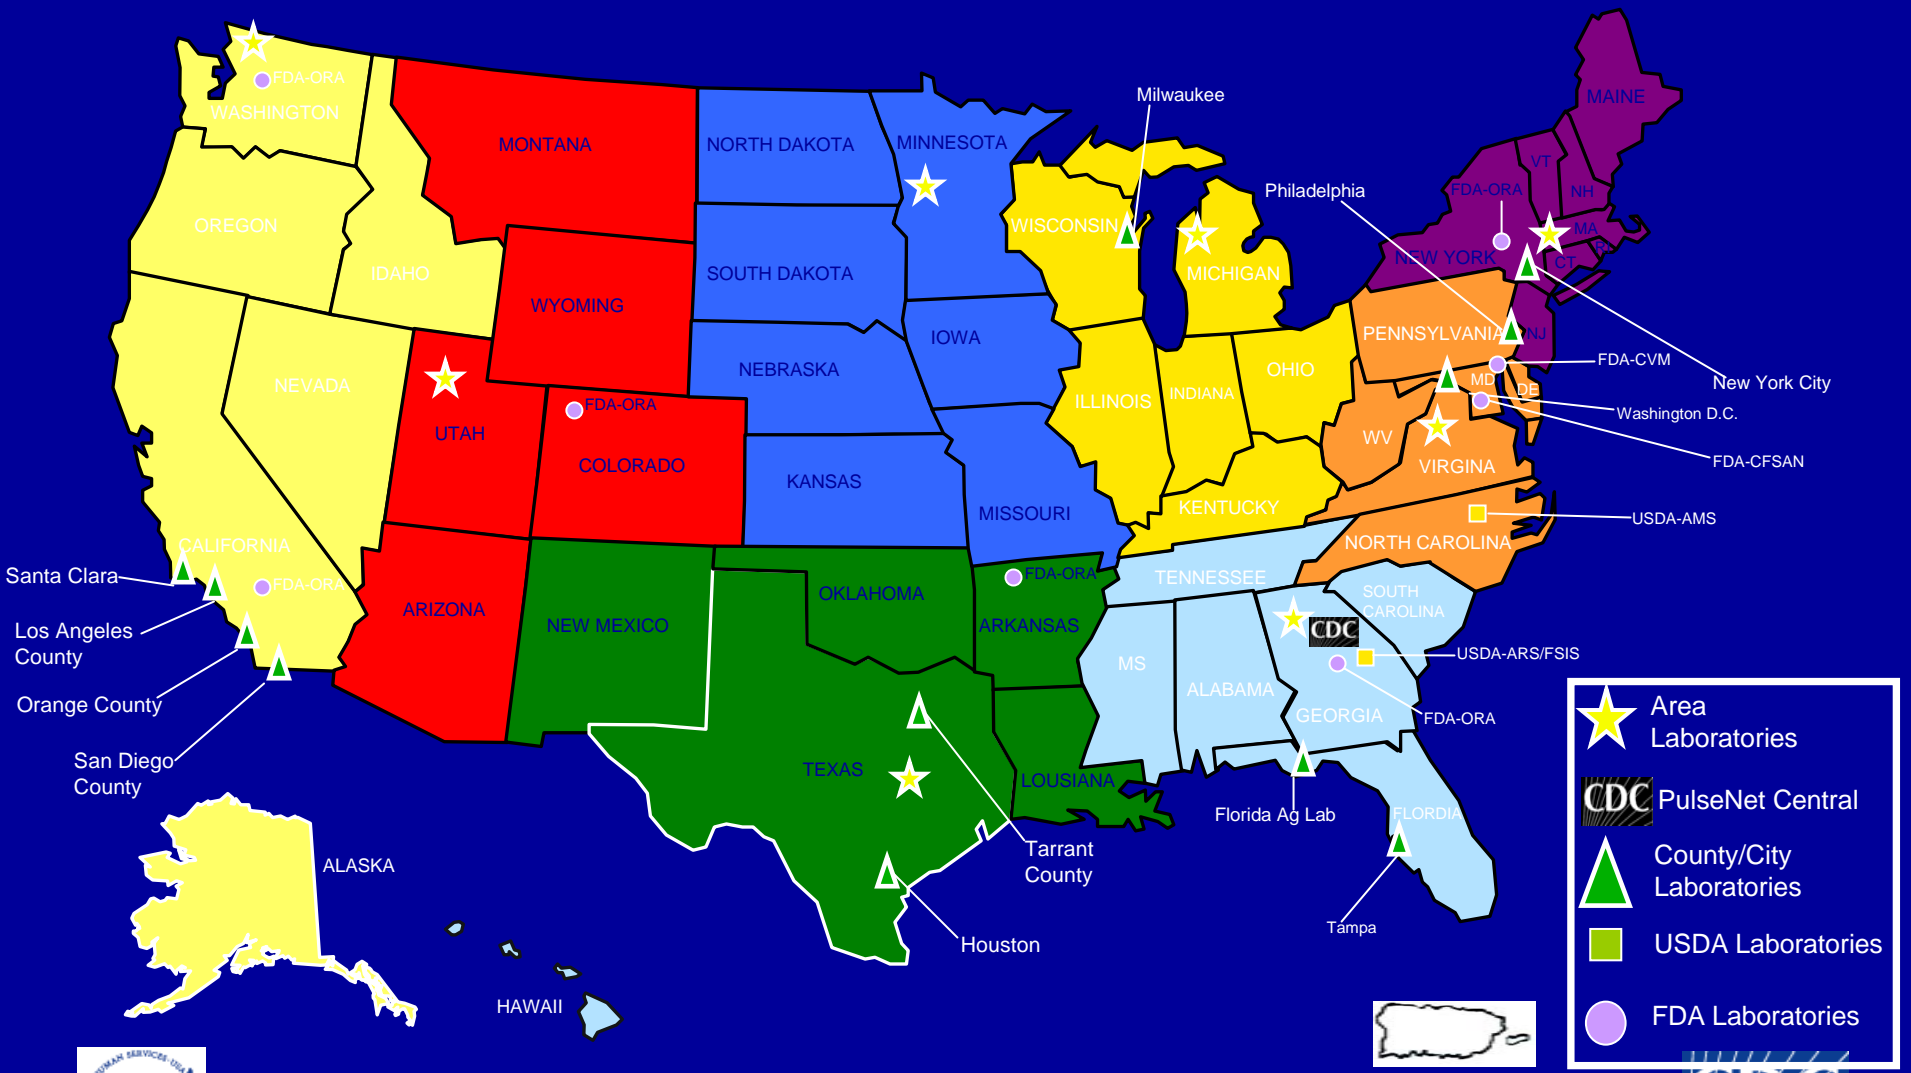 FDA-ORA
WASHINGTON
MONTANA
NORTH DAKOTA
MINNESOTA
Milwaukee
MAINE
VT
NH
FDA-ORA
Philadelphia
OREGON
IDAHO
WYOMING
SOUTH DAKOTA
WISCONSIN
MICHIGAN
NEW YORK
MA
RI
CT
NEVADA
UTAH
FDA-ORA
COLORADO
NEBRASKA
IOWA
ILLINOIS
INDIANA
OHIO
PENNSYLVANIA
NJ
FDA-CVM
New York City
MD
DE
Washington D.C.
WV
VIRGINA
FDA-CFSAN
KANSAS
MISSOURI
KENTUCKY
USDA-AMS
NORTH CAROLINA
CALIFORNIA
Santa Clara
FDA-ORA
Los Angeles
County
Orange County
San Diego
County
ARIZONA
NEW MEXICO
OKLAHOMA
FDA-ORA
ARKANSAS
TENNESSEE
SOUTH
CAROLINA
CDC
USDA-ARS/FSIS
MS
ALABAMA
GEORGIA
FDA-ORA
TEXAS
LOUSIANA
Florida Ag Lab
FLORDIA
Tarrant
County
Houston
Tampa
ALASKA
HAWAII
Area
Laboratories
CDC PulseNet Central
County/City
Laboratories
USDA Laboratories
FDA Laboratories
HUMAN SERVICES·USA